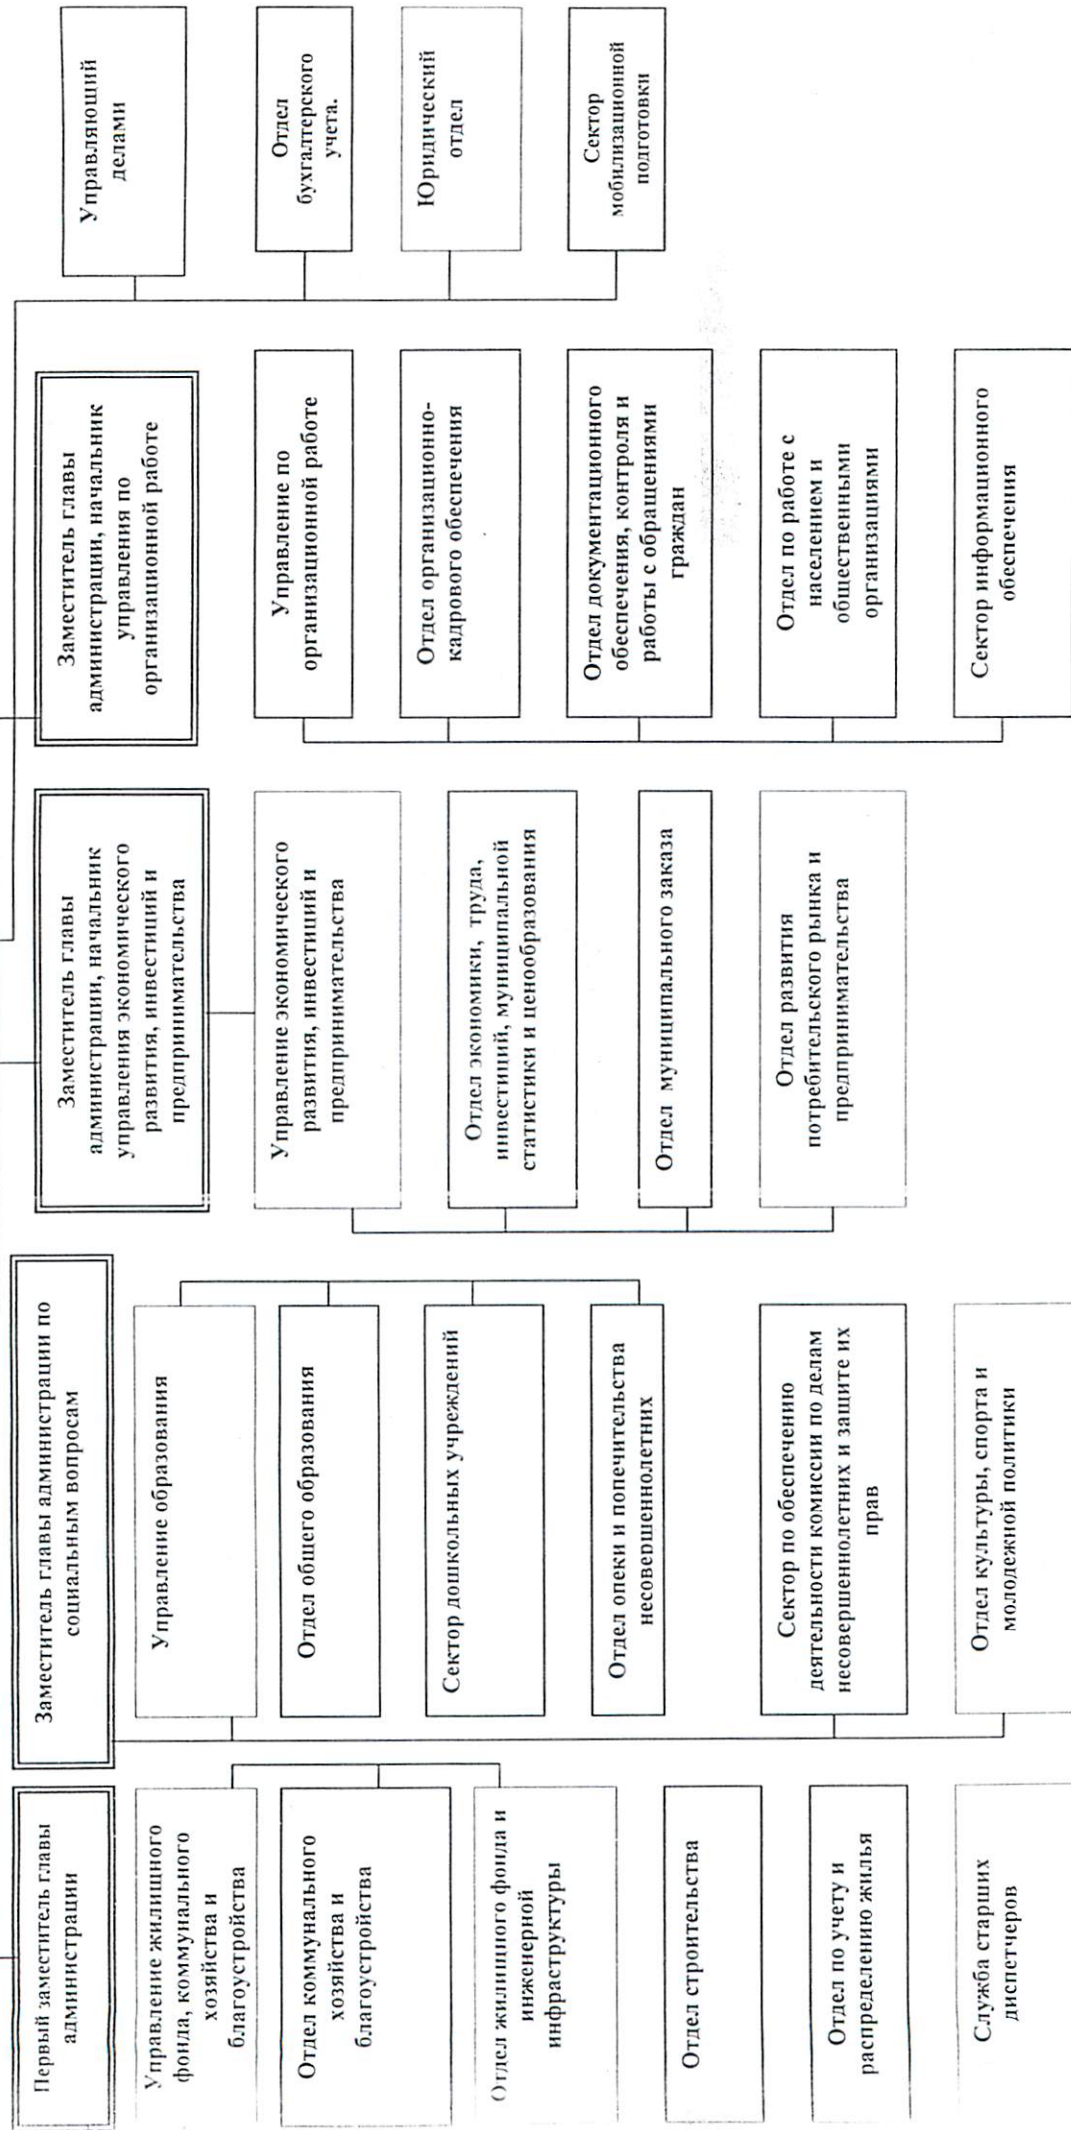 Первый заместитель главы
администрации
Управление жилищного
фонда, коммунального
хозяйства и
благоустройства
Отдел коммунального
хозяйства и
благоустройства
Отдел жилищного фонда и
инженерной
инфраструктуры
Отдел строительства
Отдел по учету и
распределению жилья
Служба старших
диспетчеров
Заместитель главы администрации по
социальным вопросам
Управление образования
Отдел общего образования
Сектор дошкольных учреждений
Отдел опеки и попечительства
несовершеннолетних
Сектор по обеспечению
деятельности комиссии по делам
несовершеннолетних и защите их
прав
Отдел культуры, спорта и
молодежной политики
Заместитель главы
администрации, начальник
управления экономического
развития, инвестиций и
предпринимательства
Управление экономического
развития, инвестиций и
предпринимательства
Отдел экономики, труда,
инвестиций, муниципальной
статистики и ценообразования
Отдел муниципального заказа
Отдел развития
потребительского рынка и
предпринимательства
Заместитель главы
администрации, начальник
управления по
организационной работе
Управление по
организационной работе
Отдел организационно-
кадрового обеспечения
Отдел документационного
обеспечения, контроля и
работы с обращениями
граждан
Отдел по работе с
населением и
общественными
организациями
Сектор информационного
обеспечения
Управляющий
делами
Отдел
бухгалтерского
учета.
Юридический
отдел
Сектор
мобилизационной
подготовки